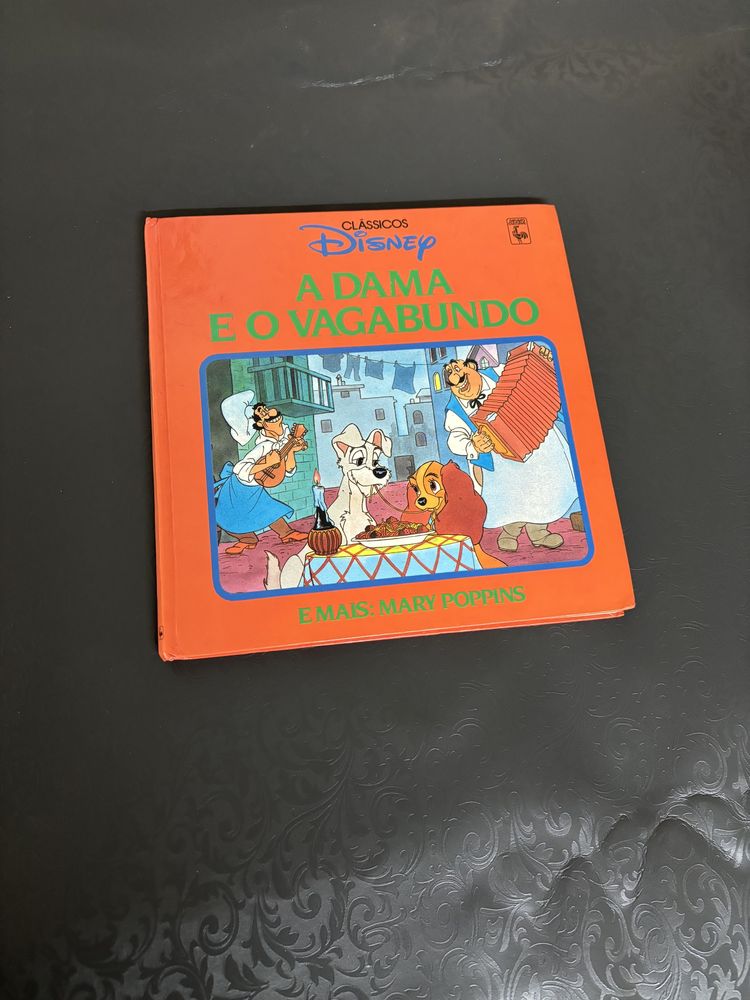 CLÁSSICOS
Disney
A DAMA
E O VAGABUNDO
E MAIS: MARY POPPINS